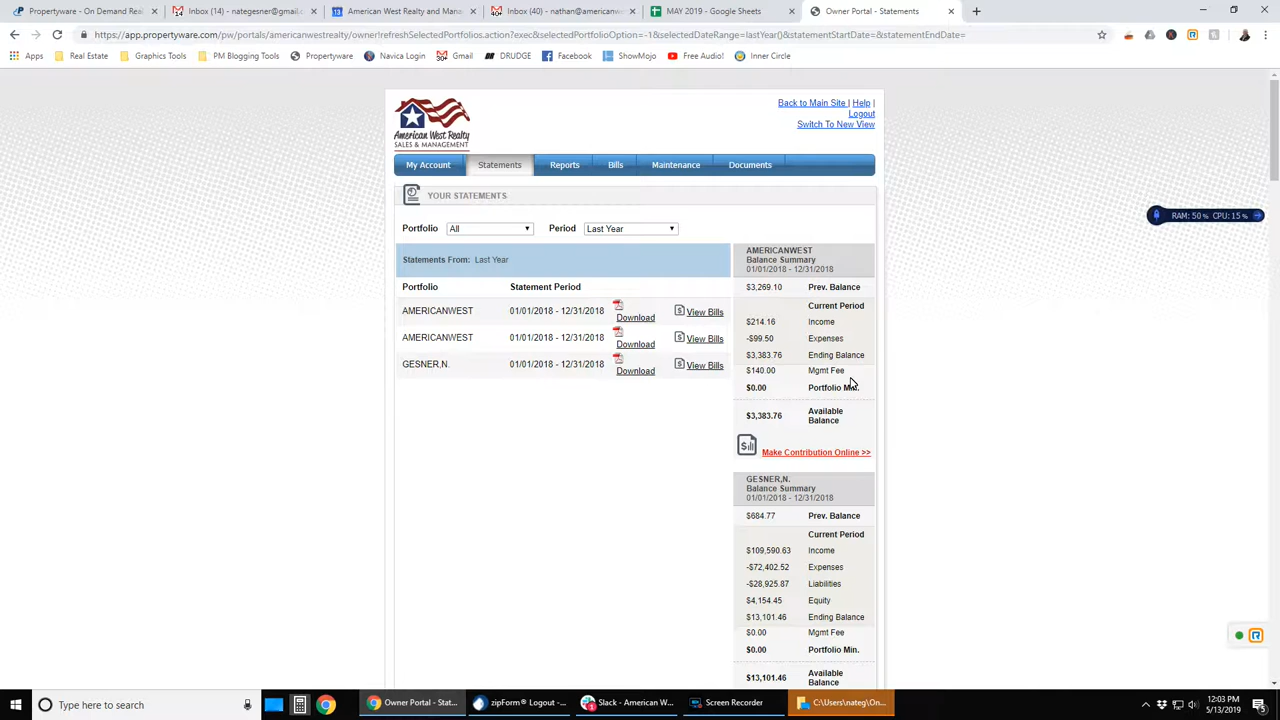 Propertyware - On Demand Real
Inbox (14) - nategesner@gmail.c
American West Realty and Mana
Inbox (40) - nathan@americanwe
MAY 2019 - Google Sheets
Owner Portal - Statements
https://app.propertyware.com/pw/portals/americanwestrealty/owner!refreshSelectedPortfolios.action?exec&selectedPortfolioOption=-1&selectedDateRange=lastYear()&statementStartDate=&statementEndDate=
Apps Real Estate Graphics Tools PM Blogging Tools Propertyware Navica Login Gmail DRUDGE Facebook ShowMojo Free Audio! Inner Circle
American West Realty
SALES & MANAGEMENT
Back to Main Site | Help |
Logout
Switch To New View
My Account Statements Reports Bills Maintenance Documents
YOUR STATEMENTS
Portfolio All Period Last Year
Statements From: Last Year
Portfolio Statement Period
AMERICANWEST 01/01/2018 - 12/31/2018 Download View Bills
AMERICANWEST 01/01/2018 - 12/31/2018 Download View Bills
GESNER,N. 01/01/2018 - 12/31/2018 Download View Bills
AMERICANWEST
Balance Summary
01/01/2018 - 12/31/2018
$3,269.10 Prev. Balance
Current Period
$214.16 Income
-$99.50 Expenses
$3,383.76 Ending Balance
$140.00 Mgmt Fee
$0.00 Portfolio Min.
$3,383.76 Available
Balance
Make Contribution Online >>
GESNER,N.
Balance Summary
01/01/2018 - 12/31/2018
$684.77 Prev. Balance
Current Period
$109,590.63 Income
-$72,402.52 Expenses
-$28,925.87 Liabilities
$4,154.45 Equity
$13,101.46 Ending Balance
$0.00 Mgmt Fee
$0.00 Portfolio Min.
$13,101.46 Available
Balance
RAM: 50 % CPU: 15 %
Type here to search
Owner Portal - Stat...
zipForm® Logout -...
Slack - American W...
Screen Recorder
C:\Users\nateg\On...
12:03 PM
5/13/2019